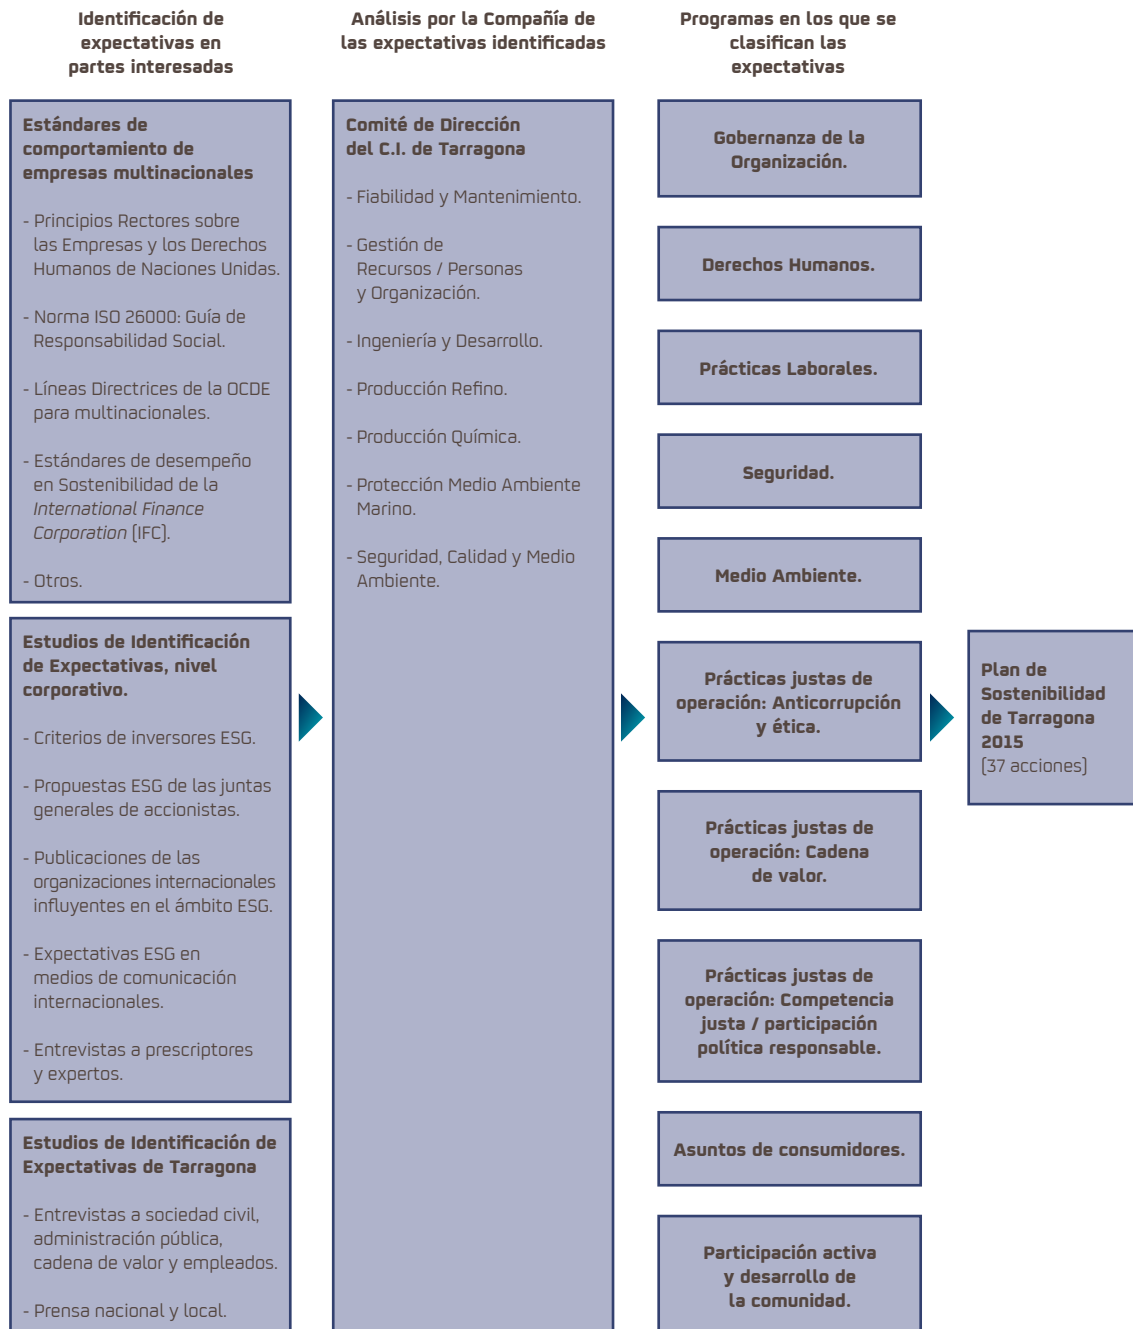 Identificación de
expectativas en
partes interesadas
Estándares de
comportamiento de
empresas multinacionales
- Principios Rectores sobre
las Empresas y los Derechos
Humanos de Naciones Unidas.
- Norma ISO 26000: Guía de
Responsabilidad Social.
- Líneas Directrices de la OCDE
para multinacionales.
- Estándares de desempeño
en Sostenibilidad de la
International Finance
Corporation (IFC).
- Otros.
Estudios de Identificación
de Expectativas, nivel
corporativo.
- Criterios de inversores ESG.
- Propuestas ESG de las juntas
generales de accionistas.
- Publicaciones de las
organizaciones internacionales
influyentes en el ámbito ESG.
- Expectativas ESG en
medios de comunicación
internacionales.
- Entrevistas a prescriptores
y expertos.
Estudios de Identificación de
Expectativas de Tarragona
- Entrevistas a sociedad civil,
administración pública,
cadena de valor y empleados.
- Prensa nacional y local.
Análisis por la Compañía de
las expectativas identificadas
Comité de Dirección
del C.I. de Tarragona
- Fiabilidad y Mantenimiento.
- Gestión de
Recursos / Personas
y Organización.
- Ingeniería y Desarrollo.
- Producción Refino.
- Producción Química.
- Protección Medio Ambiente
Marino.
- Seguridad, Calidad y Medio
Ambiente.
Programas en los que se
clasifican las
expectativas
Gobernanza de la
Organización.
Derechos Humanos.
Prácticas Laborales.
Seguridad.
Medio Ambiente.
Prácticas justas de
operación: Anticorrupción
y ética.
Prácticas justas de
operación: Cadena
de valor.
Prácticas justas de
operación: Competencia
justa / participación
política responsable.
Asuntos de consumidores.
Participación activa
y desarrollo de
la comunidad.
Plan de
Sostenibilidad
de Tarragona
2015
(37 acciones)